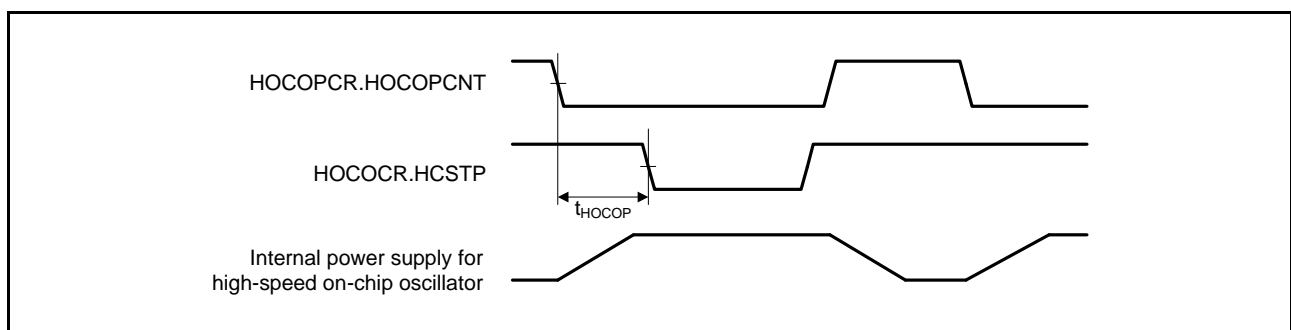 HOCOPCR.HOCOPCNT
HOCOCR.HCSTP
tHOCOP
Internal power supply for
high-speed on-chip oscillator